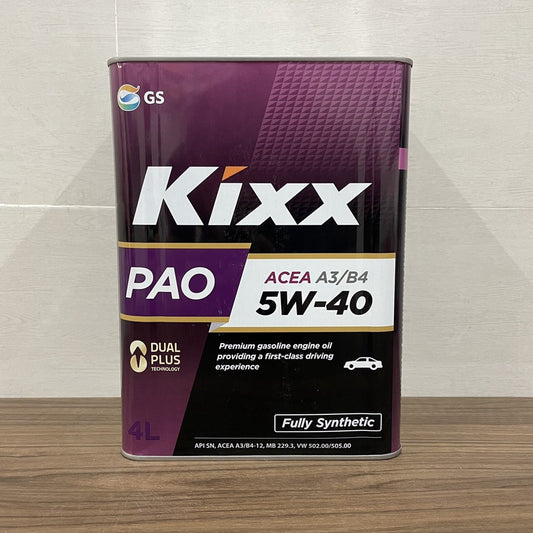 GS
Kixx
PAO
ACEA A3/B4
5W-40
DUAL
PLUS
TECHNOLOGY
Premium gasoline engine oil
providing a first-class driving
experience
Fully Synthetic
4L
API SN, ACEA A3/B4-12, MB 229.3, VW 502.00/505.00